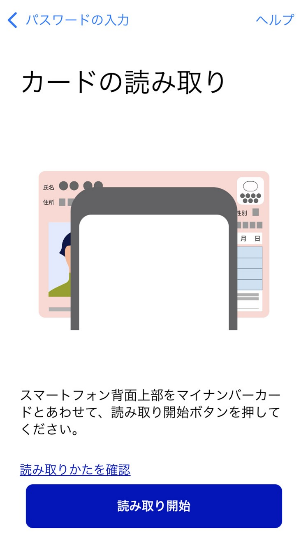 パスワードの入力
ヘルプ
カードの読み取り
氏名
住所
性別
月 日
スマートフォン背面上部をマイナンバーカー
ドとあわせて、読み取り開始ボタンを押して
ください。
読み取りかたを確認
読み取り開始